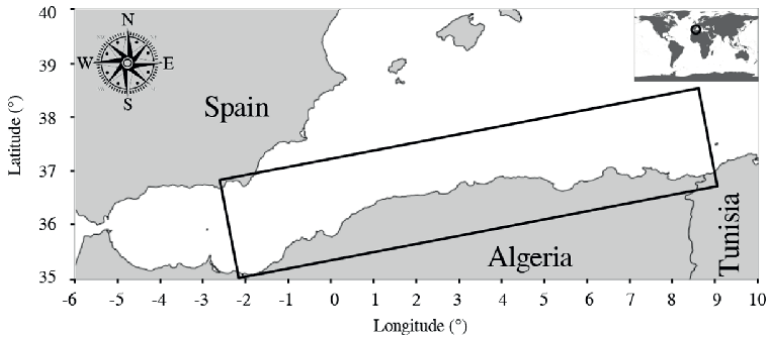 40
39
38
37
36
35
Latitude (°)
N
W E
S
Spain
Algeria
Tunisia
-6 -5 -4 -3 -2 -1 0 1 2 3 4 5 6 7 8 9 10
Longitude (°)